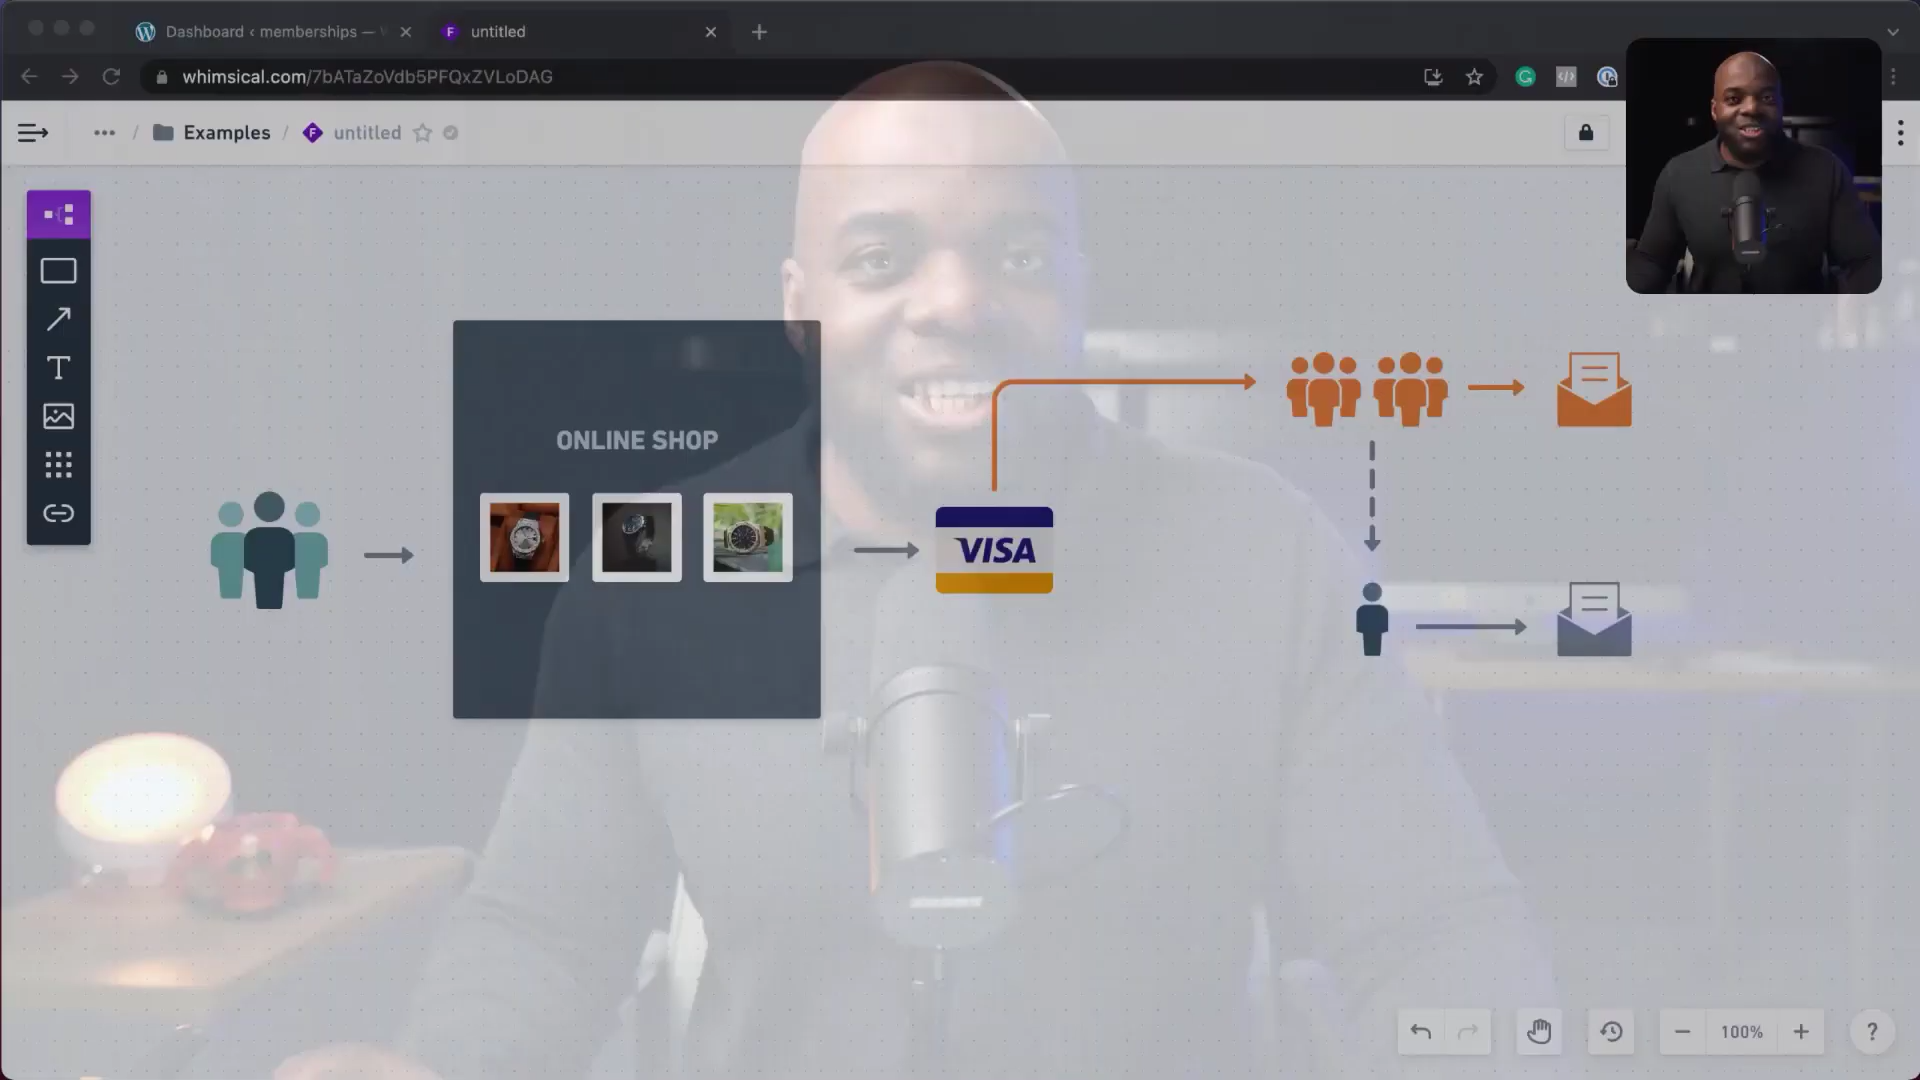 Dashboard ‹ memberships —
untitled
whimsical.com/7bATaZoVdb5PFQxZVLoDAG
Examples / untitled
ONLINE SHOP
VISA
100%